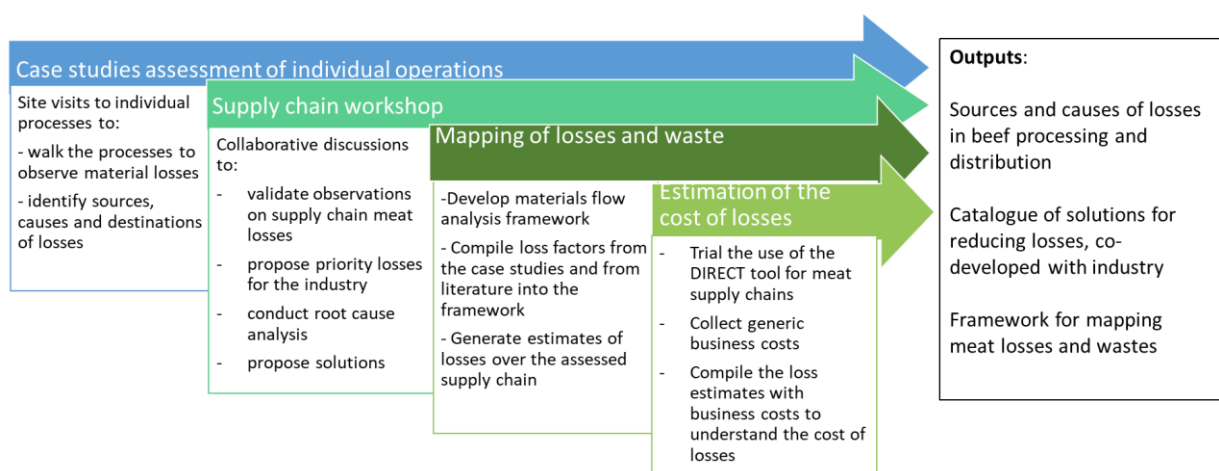 Case studies assessment of individual operations
Site visits to individual
processes to:
- walk the processes to
observe material losses
- identify sources,
causes and destinations
of losses
Supply chain workshop
Collaborative discussions
to:
- validate observations
on supply chain meat
losses
- propose priority losses
for the industry
- conduct root cause
analysis
- propose solutions
Mapping of losses and waste
-Develop materials flow
analysis framework
- Compile loss factors from
the case studies and from
literature into the
framework
- Generate estimates of
losses over the assessed
supply chain
Estimation of the
cost of losses
- Trial the use of the
DIRECT tool for meat
supply chains
- Collect generic
business costs
- Compile the loss
estimates with
business costs to
understand the cost of
losses
Outputs:
Sources and causes of losses
in beef processing and
distribution
Catalogue of solutions for
reducing losses, co-
developed with industry
Framework for mapping
meat losses and wastes